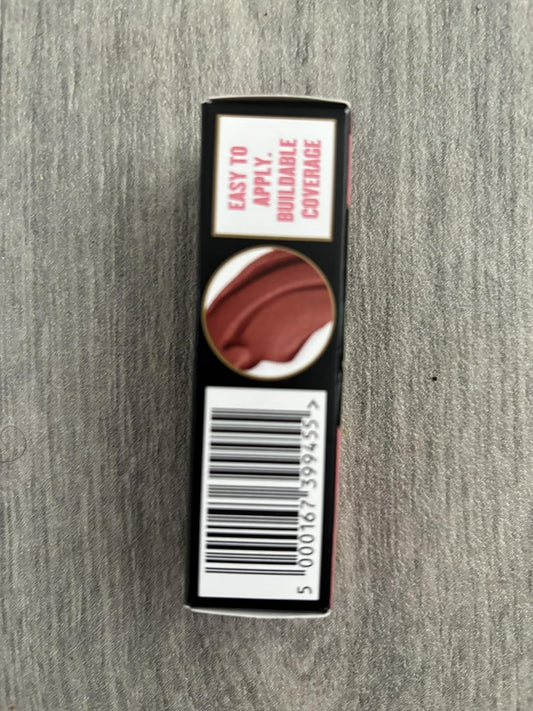 EASY TO
APPLY.
BUILDABLE
COVERAGE
5 000167 399455 >